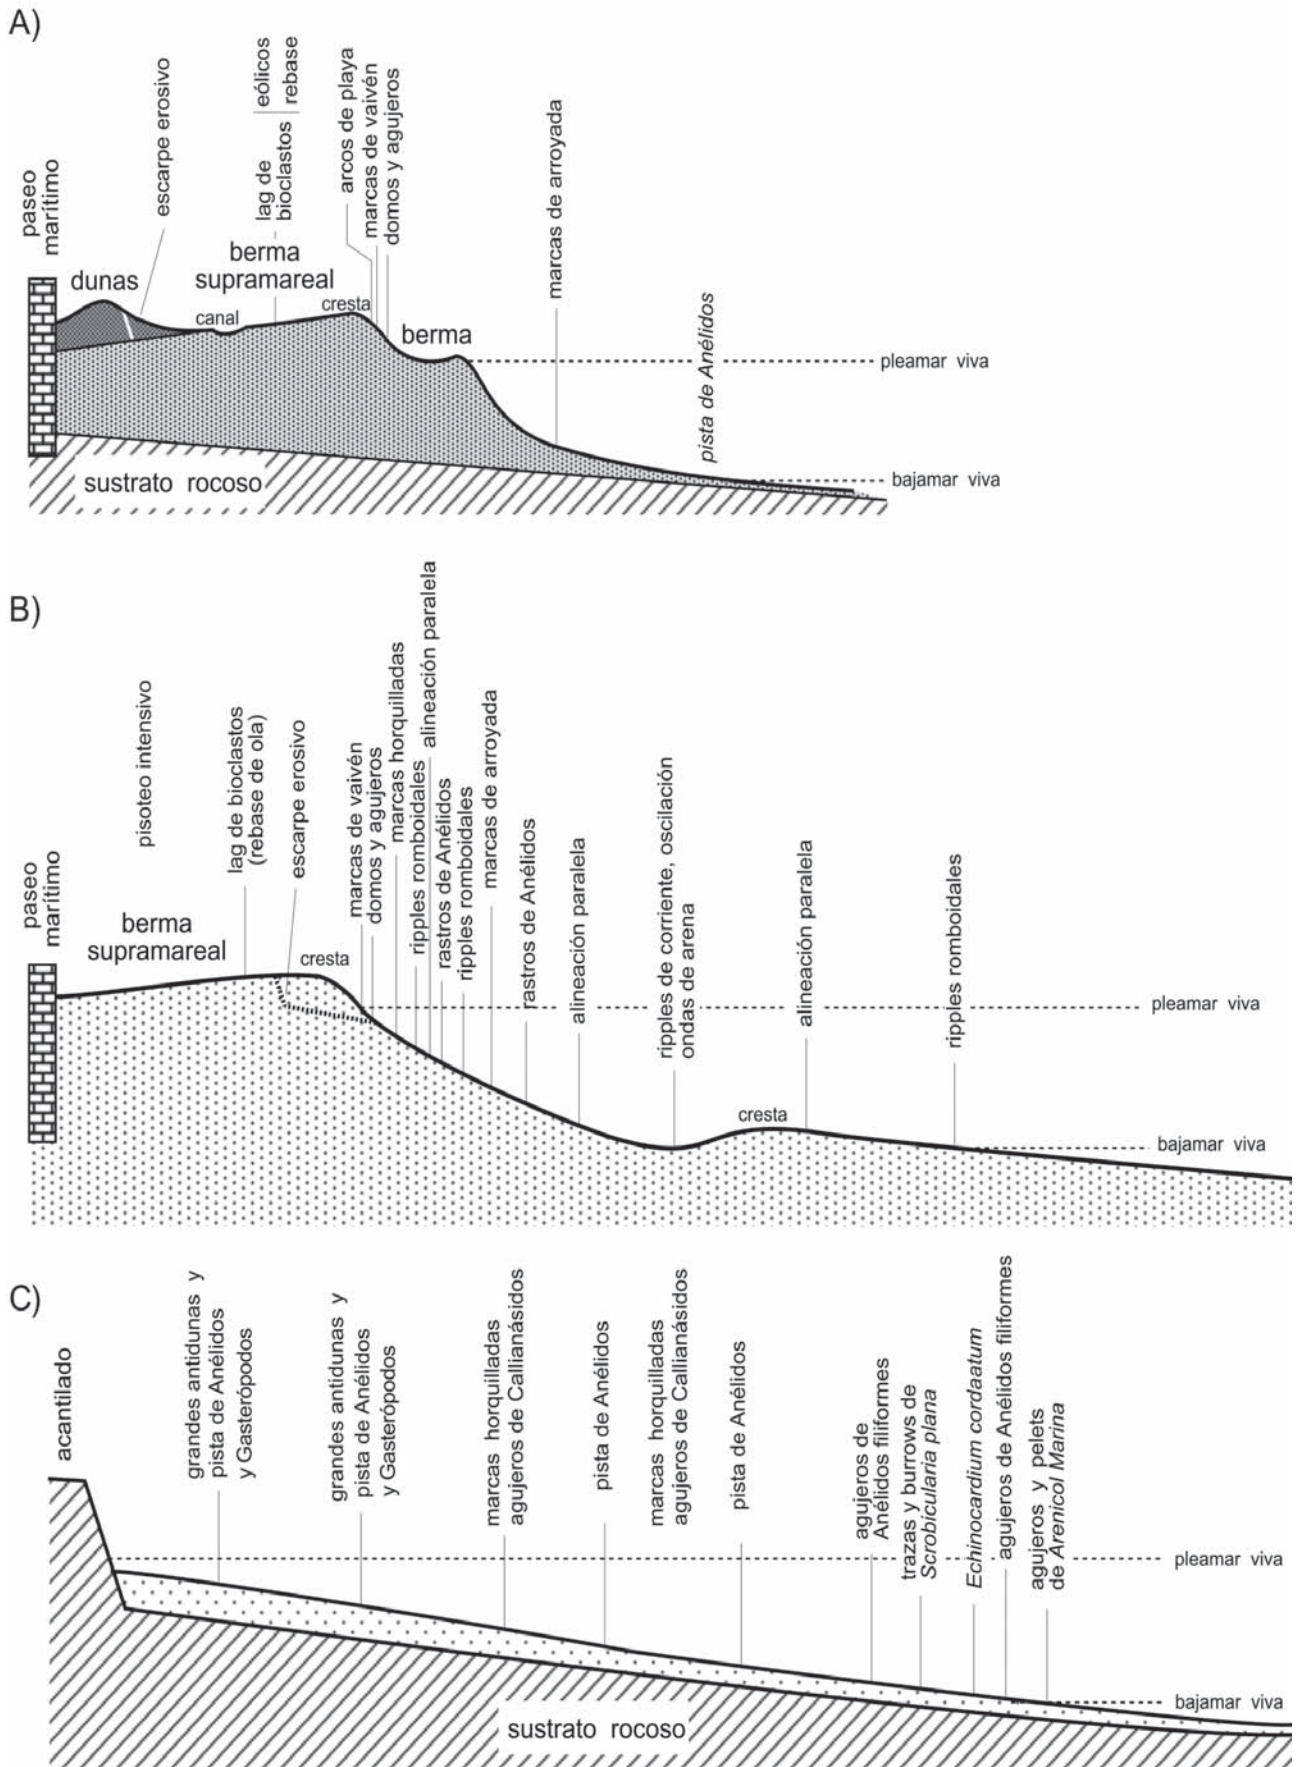 A)
paseo
marítimo
dunas
escarpe erosivo
canal
lag de
bioclastos
eólicos
rebase
berma
supramareal
cresta
arcos de playa
marcas de vaivén
domos y agujeros
berma
marcas de arroyada
pista de Anélidos
pleamar viva
bajamar viva
sustrato rocoso
B)
paseo
marítimo
pisoteo intensivo
berma
supramareal
lag de bioclastos
(rebase de ola)
escarpe erosivo
cresta
marcas de vaivén
domos y agujeros
marcas horquilladas
ripples romboidales
alineación paralela
rastros de Anélidos
ripples romboidales
marcas de arroyada
rastros de Anélidos
alineación paralela
ripples de corriente, oscilación
ondas de arena
cresta
alineación paralela
ripples romboidales
pleamar viva
bajamar viva
C)
acantilado
grandes antidunas y
pista de Anélidos
y Gasterópodos
grandes antidunas y
pista de Anélidos
y Gasterópodos
marcas horquilladas
agujeros de Callianásidos
pista de Anélidos
marcas horquilladas
agujeros de Callianásidos
pista de Anélidos
agujeros de
Anélidos filiformes
trazas y burrows de
Scrobicularia plana
Echinocardium cordaatum
agujeros de Anélidos filiformes
agujeros y pelets
de Arenicol Marina
pleamar viva
bajamar viva
sustrato rocoso